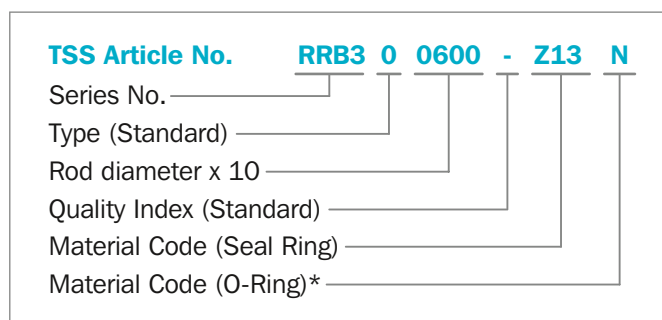 TSS Article No. RRB3 0 0600 - Z13 N
Series No.
Type (Standard)
Rod diameter x 10
Quality Index (Standard)
Material Code (Seal Ring)
Material Code (O-Ring)*